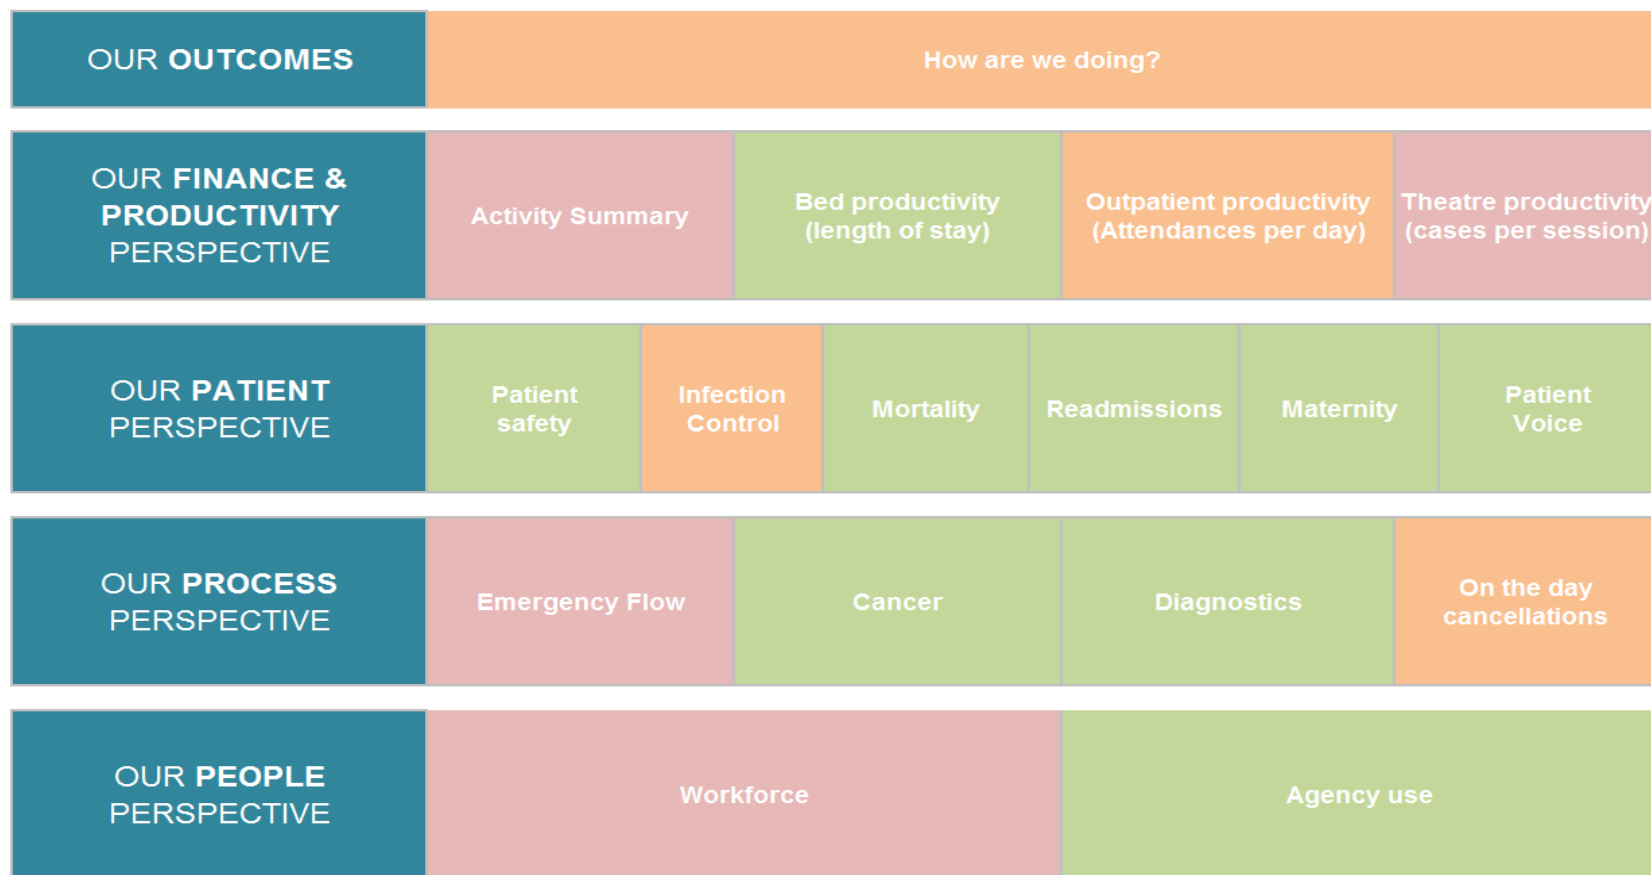 OUR OUTCOMES
How are we doing?
OUR FINANCE &
PRODUCTIVITY
PERSPECTIVE
Activity Summary
Bed productivity
(length of stay)
Outpatient productivity
(Attendances per day)
Theatre productivity
(cases per session)
OUR PATIENT
PERSPECTIVE
Patient
safety
Infection
Control
Mortality
Readmissions
Maternity
Patient
Voice
OUR PROCESS
PERSPECTIVE
Emergency Flow
Cancer
Diagnostics
On the day
cancellations
OUR PEOPLE
PERSPECTIVE
Workforce
Agency use